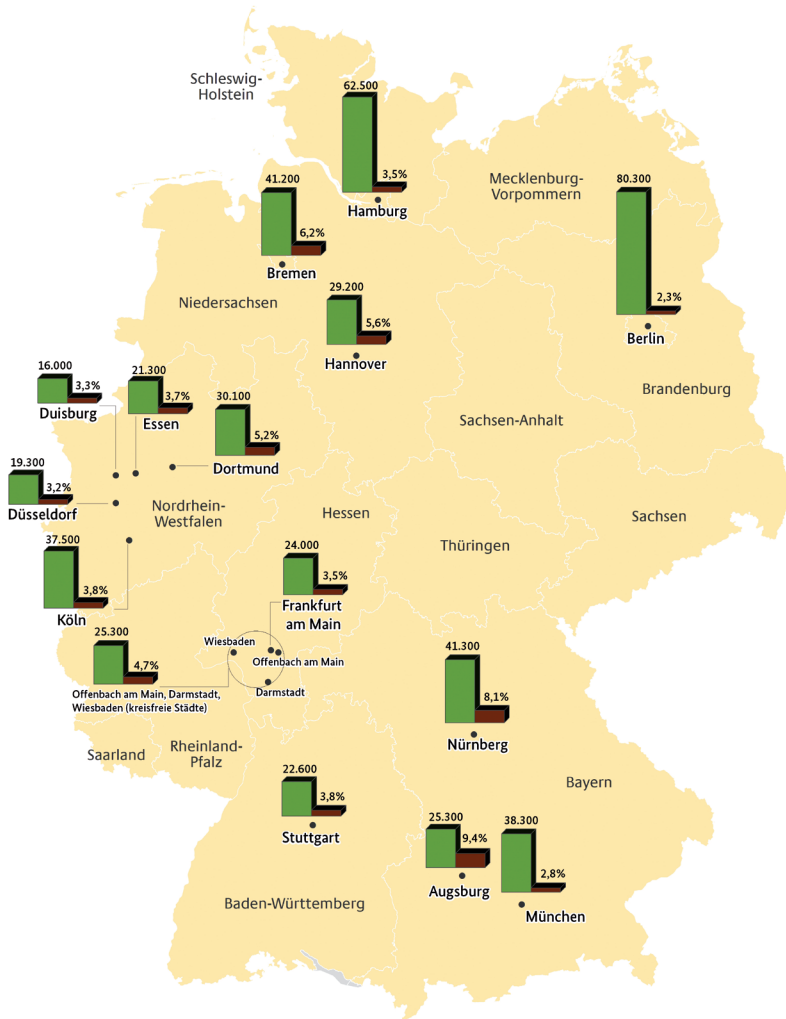 Schleswig-
Holstein
62.500
3,5%
Hamburg
Mecklenburg-
Vorpommern
80.300
2,3%
Berlin
41.200
6,2%
Bremen
Niedersachsen
29.200
5,6%
Hannover
Brandenburg
Sachsen-Anhalt
16.000
3,3%
Duisburg
21.300
3,7%
Essen
30.100
5,2%
Dortmund
19.300
3,2%
Düsseldorf
Nordrhein-
Westfalen
Hessen
Thüringen
Sachsen
37.500
3,8%
Köln
24.000
3,5%
Frankfurt
am Main
25.300
4,7%
Offenbach am Main, Darmstadt,
Wiesbaden (kreisfreie Städte)
Wiesbaden
Offenbach am Main
Darmstadt
41.300
8,1%
Nürnberg
Saarland
Rheinland-
Pfalz
Bayern
22.600
3,8%
Stuttgart
25.300
9,4%
Augsburg
38.300
2,8%
München
Baden-Württemberg